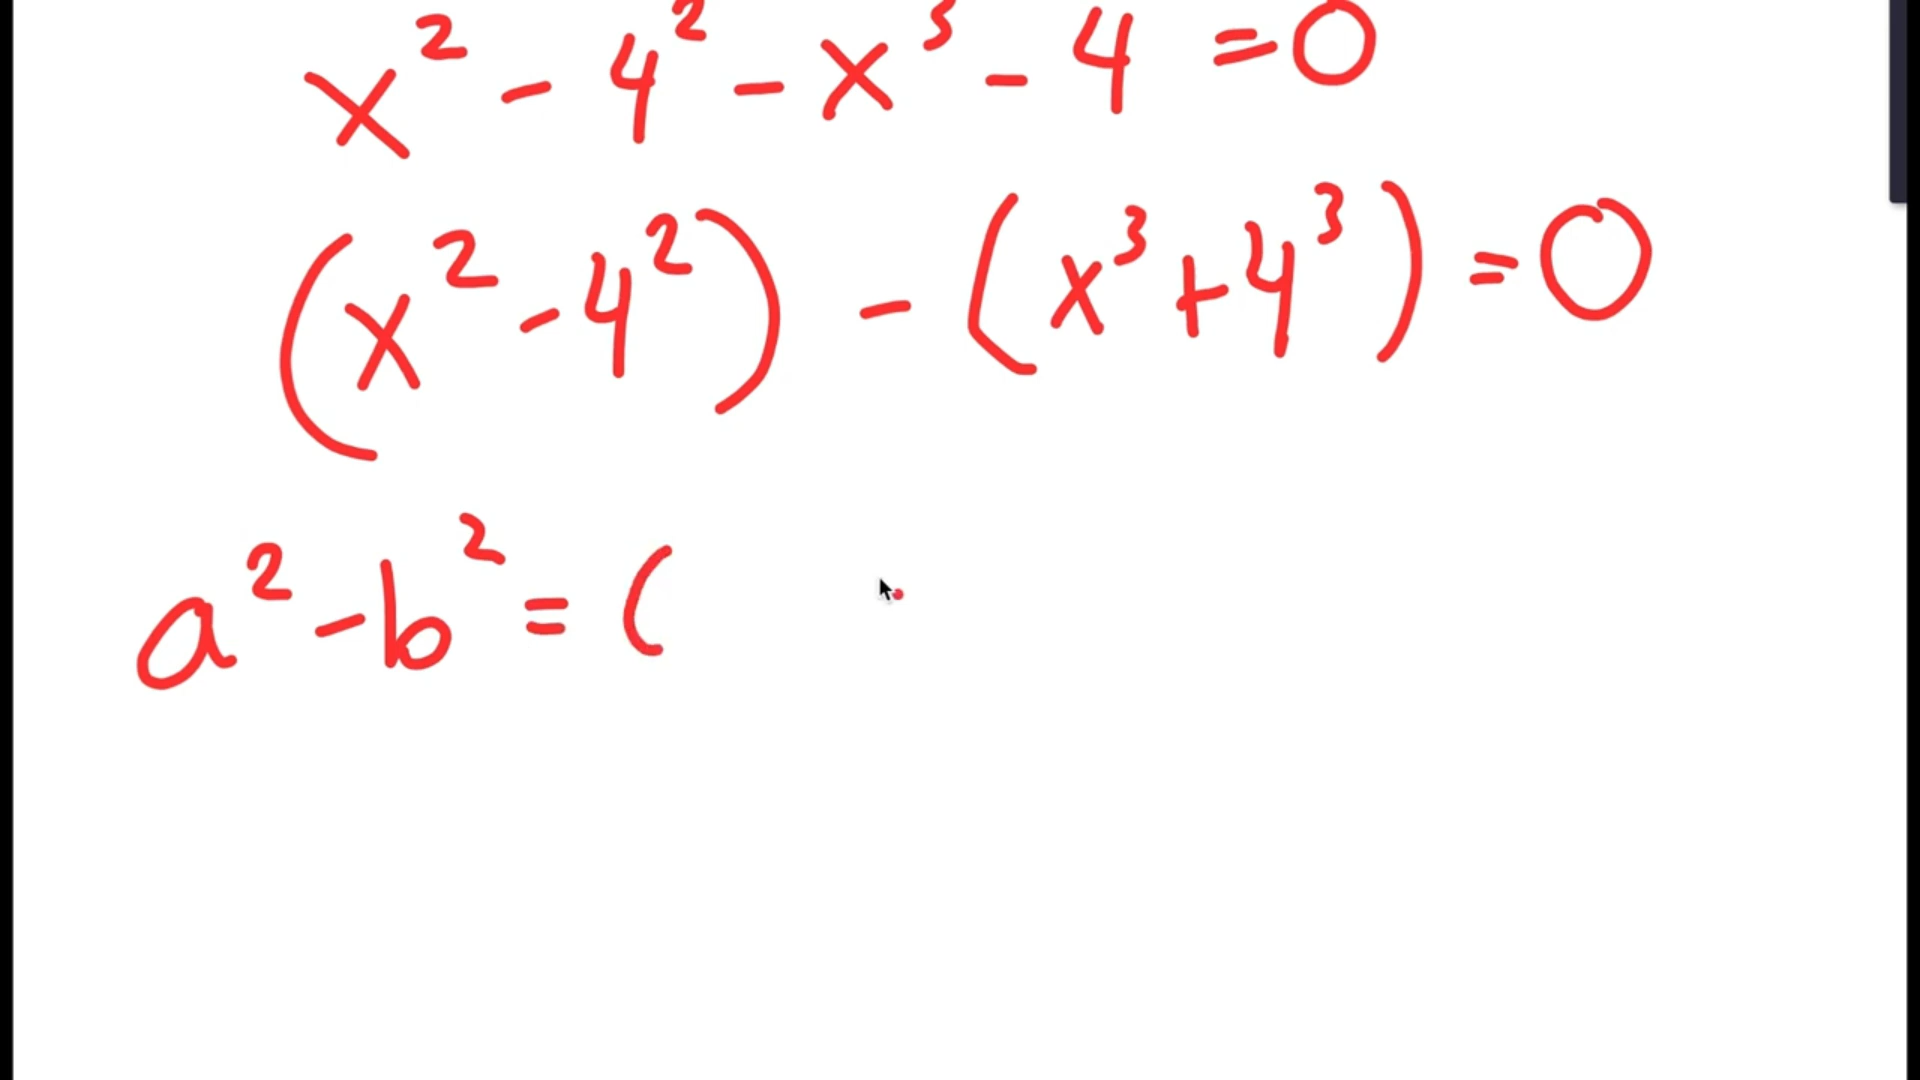 x² - 4² - x³ - 4 = 0
(x² - 4²) - (x³ + 4³) = 0
a² - b² = (